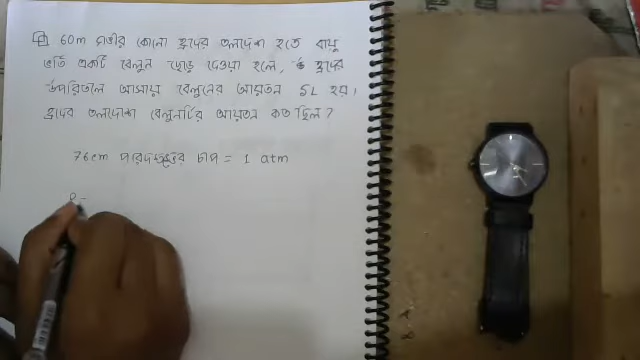 60m গভীর কোনো হ্রদের তলদেশ হতে বায়ু
ভর্তি একটি বেলুন ছেড়ে দেওয়া হলে, হ্রদের
উপরিতলে আসায় বেলুনের আয়তন 5L হয়।
হ্রদের তলদেশে বেলুনটির আয়তন কত ছিল?
76cm পারদস্তম্ভের চাপ = 1 atm
P =